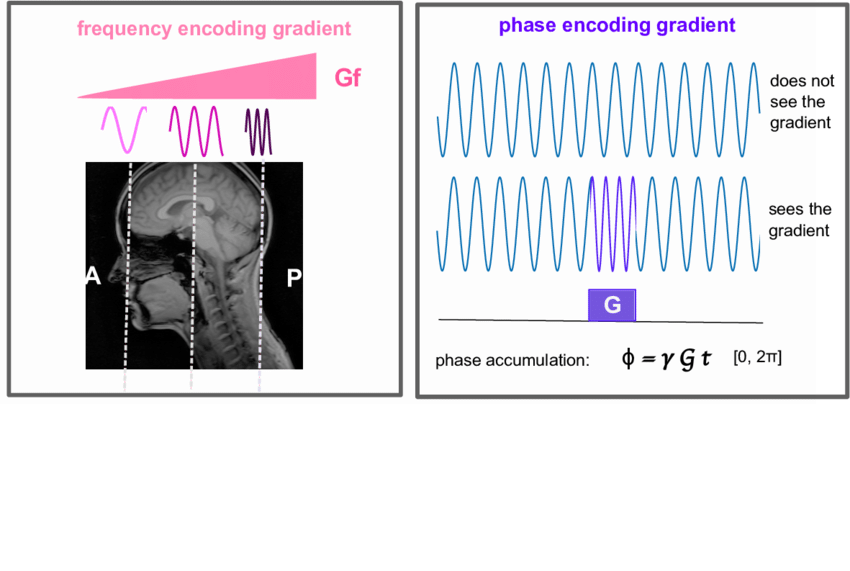 frequency encoding gradient
Gf
A
P
phase encoding gradient
does not
see the
gradient
sees the
gradient
G
phase accumulation: ϕ = γ G t [0, 2π]